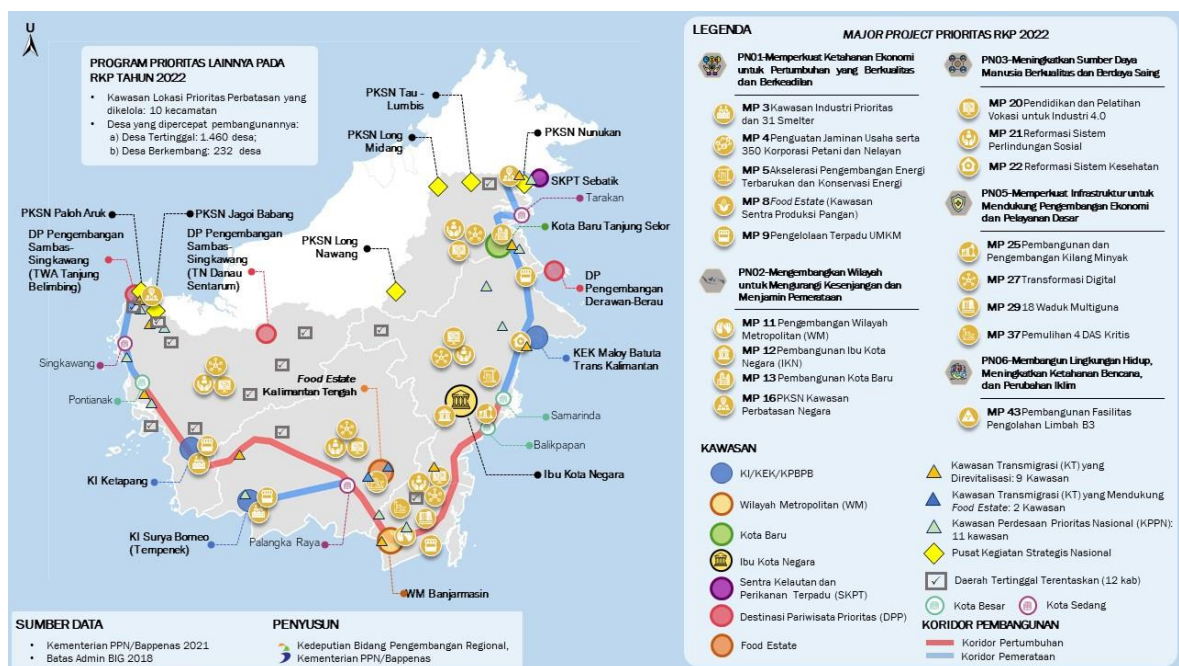 U
PROGRAM PRIORITAS LAINNYA PADA
RKP TAHUN 2022
• Kawasan Lokasi Prioritas Perbatasan yang
dikelola: 10 kecamatan
• Desa yang dipercepat pembangunannya:
a) Desa Tertinggal: 1.460 desa;
b) Desa Berkembang: 232 desa
PKSN Tau -
Lumbis
PKSN Long
Midang
PKSN Nunukan
SKPT Sebatik
Tarakan
Kota Baru Tanjung Selor
PKSN Paloh Aruk
PKSN Jagoi Babang
DP Pengembangan
Sambas-
Singkawang
(TWA Tanjung
Belimbing)
DP Pengembangan
Sambas-
Singkawang
(TN Danau
Sentarum)
PKSN Long
Nawang
DP
Pengembangan
Derawan-Berau
Singkawang
KEK Maloy Batuta
Trans Kalimantan
Food Estate
Kalimantan Tengah
Pontianak
Samarinda
Balikpapan
KI Ketapang
Ibu Kota Negara
KI Surya Borneo
(Tempenek)
Palangka Raya
WM Banjarmasin
SUMBER DATA
• Kementerian PPN/Bappenas 2021
• Batas Admin BIG 2018
PENYUSUN
Kedeputian Bidang Pengembangan Regional,
Kementerian PPN/Bappenas
LEGENDA
MAJOR PROJECT PRIORITAS RKP 2022
PN01-Memperkuat Ketahanan Ekonomi
untuk Pertumbuhan yang Berkualitas
dan Berkeadilan
MP 3 Kawasan Industri Prioritas
dan 31 Smelter
MP 4 Penguatan Jaminan Usaha serta
350 Korporasi Petani dan Nelayan
MP 5 Akselerasi Pengembangan Energi
Terbarukan dan Konservasi Energi
MP 8 Food Estate (Kawasan
Sentra Produksi Pangan)
MP 9 Pengelolaan Terpadu UMKM
PN02-Mengembangkan Wilayah
untuk Mengurangi Kesenjangan dan
Menjamin Pemerataan
MP 11 Pengembangan Wilayah
Metropolitan (WM)
MP 12 Pembangunan Ibu Kota
Negara (IKN)
MP 13 Pembangunan Kota Baru
MP 16 PKSN Kawasan
Perbatasan Negara
PN03-Meningkatkan Sumber Daya
Manusia Berkualitas dan Berdaya Saing
MP 20 Pendidikan dan Pelatihan
Vokasi untuk Industri 4.0
MP 21 Reformasi Sistem
Perlindungan Sosial
MP 22 Reformasi Sistem Kesehatan
PN05-Memperkuat Infrastruktur untuk
Mendukung Pengembangan Ekonomi
dan Pelayanan Dasar
MP 25 Pembangunan dan
Pengembangan Kilang Minyak
MP 27 Transformasi Digital
MP 29 18 Waduk Multiguna
MP 37 Pemulihan 4 DAS Kritis
PN06-Membangun Lingkungan Hidup,
Meningkatkan Ketahanan Bencana,
dan Perubahan Iklim
MP 43 Pembangunan Fasilitas
Pengolahan Limbah B3
KAWASAN
KI/KEK/KPBPB
Wilayah Metropolitan (WM)
Kota Baru
Ibu Kota Negara
Sentra Kelautan dan
Perikanan Terpadu (SKPT)
Destinasi Pariwisata Prioritas (DPP)
Food Estate
Kawasan Transmigrasi (KT) yang
Direvitalisasi: 9 Kawasan
Kawasan Transmigrasi (KT) yang Mendukung
Food Estate: 2 Kawasan
Kawasan Perdesaan Prioritas Nasional (KPPN):
11 kawasan
Pusat Kegiatan Strategis Nasional
Daerah Tertinggal Terentaskan (12 kab)
Kota Besar
Kota Sedang
KORIDOR PEMBANGUNAN
Koridor Pertumbuhan
Koridor Pemerataan